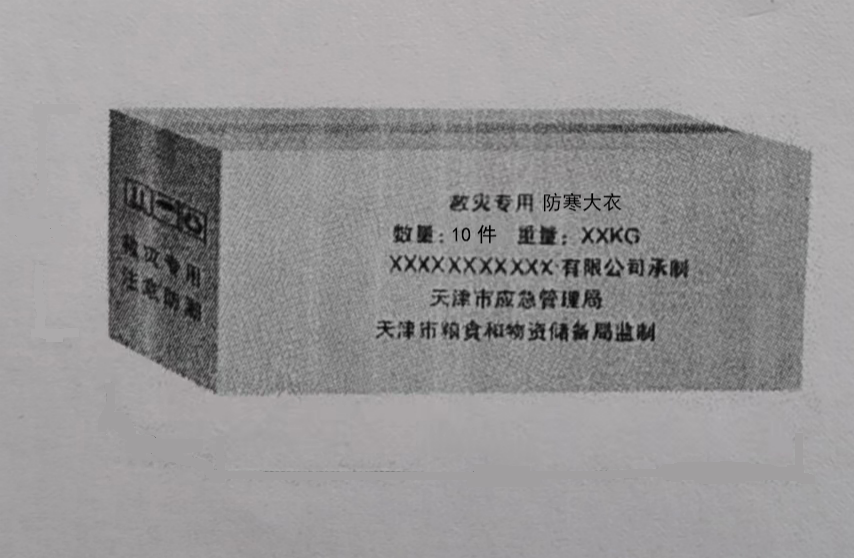 救灾专用
注意防潮
救灾专用 防寒大衣
数量：10 件 重量：XXKG
XXXXXXXXXXX 有限公司承制
天津市应急管理局
天津市粮食和物资储备局监制